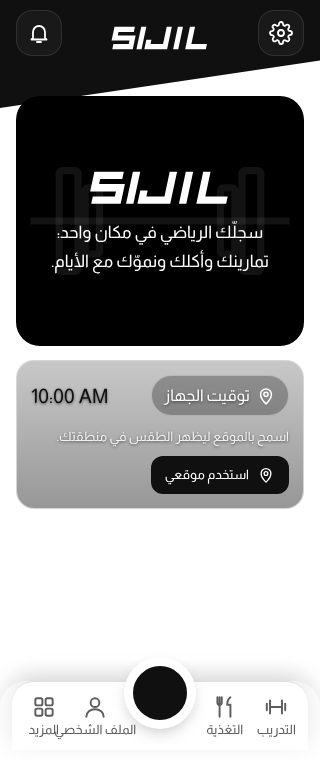 SIJIL
SIJIL
سجلّك الرياضي في مكان واحد:
تمارينك وأكلك ونموّك مع الأيام.
توقيت الجهاز
10:00 AM
اسمح بالموقع ليظهر الطقس في منطقتك.
استخدم موقعي
التدريب
التغذية
الملف الشخصي
المزيد